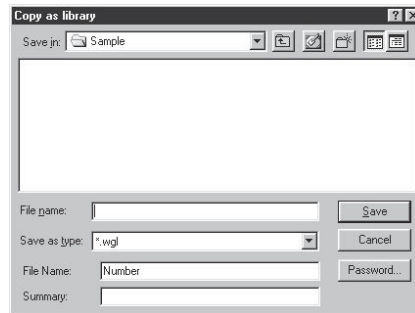 Copy as library
Save in: Sample
File name:
Save
Save as type: *.wgl
Cancel
File Name: Number
Password...
Summary: